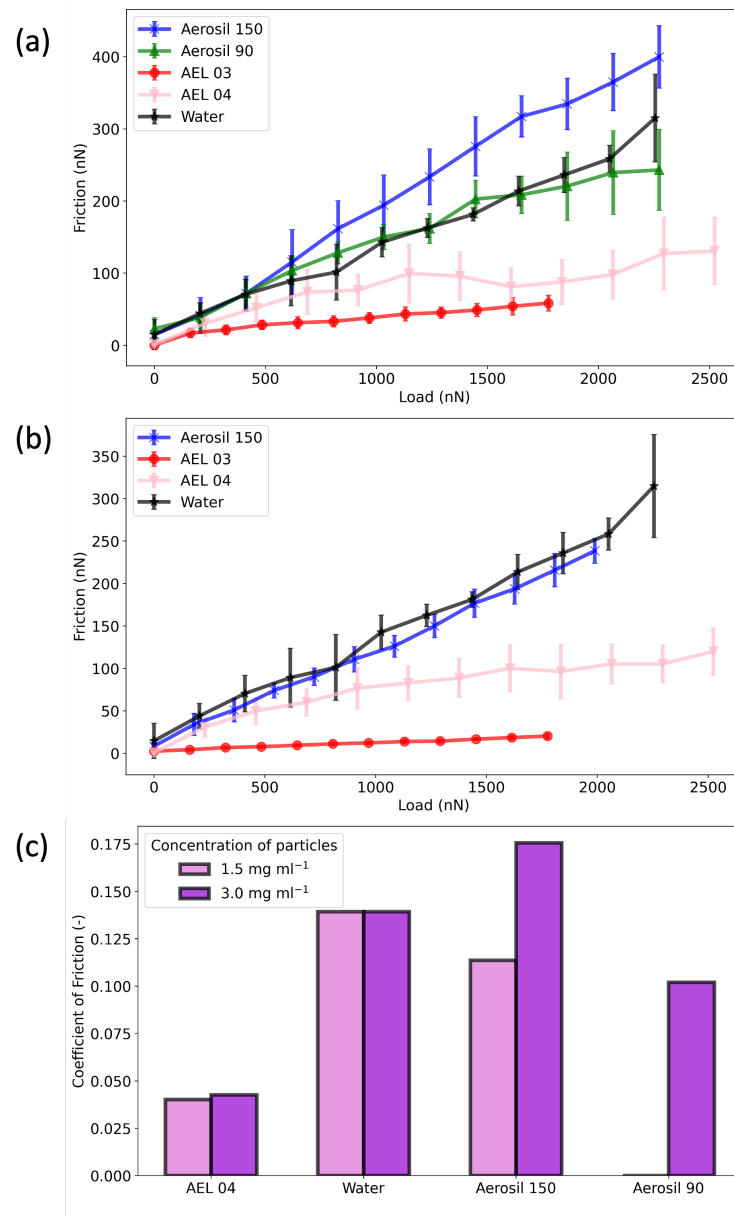 (a)
Aerosil 150
Aerosil 90
AEL 03
AEL 04
Water
Friction (nN)
400
300
200
100
0
0 500 1000 1500 2000 2500
Load (nN)
(b)
Aerosil 150
AEL 03
AEL 04
Water
Friction (nN)
350
300
250
200
150
100
50
0
0 500 1000 1500 2000 2500
Load (nN)
(c)
Concentration of particles
1.5 mg ml⁻¹
3.0 mg ml⁻¹
Coefficient of Friction (-)
0.175
0.150
0.125
0.100
0.075
0.050
0.025
0.000
AEL 04 Water Aerosil 150 Aerosil 90